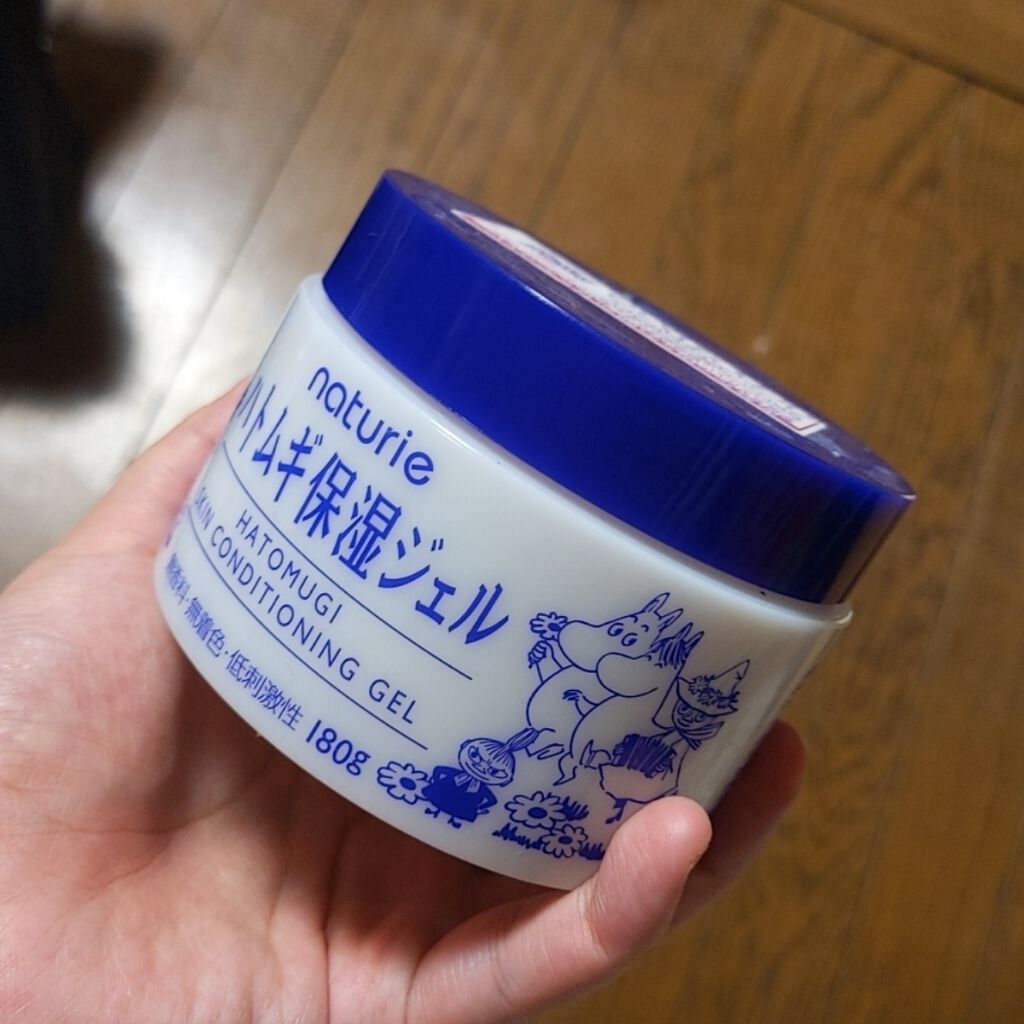 naturie
ハトムギ保湿ジェル
HATOMUGI
SKIN CONDITIONING GEL
無香料・無着色・低刺激性 180g